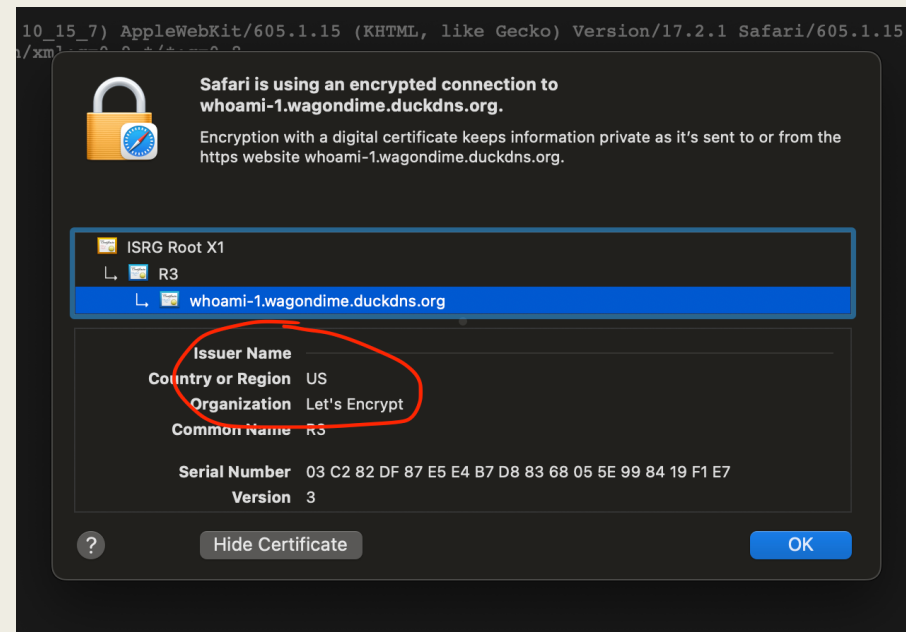 10_15_7) AppleWebKit/605.1.15 (KHTML, like Gecko) Version/17.2.1 Safari/605.1.15
Safari is using an encrypted connection to
whoami-1.wagondime.duckdns.org.
Encryption with a digital certificate keeps information private as it's sent to or from the
https website whoami-1.wagondime.duckdns.org.
ISRG Root X1
R3
whoami-1.wagondime.duckdns.org
Issuer Name
Country or Region US
Organization Let's Encrypt
Common Name R3
Serial Number 03 C2 82 DF 87 E5 E4 B7 D8 83 68 05 5E 99 84 19 F1 E7
Version 3
? Hide Certificate OK